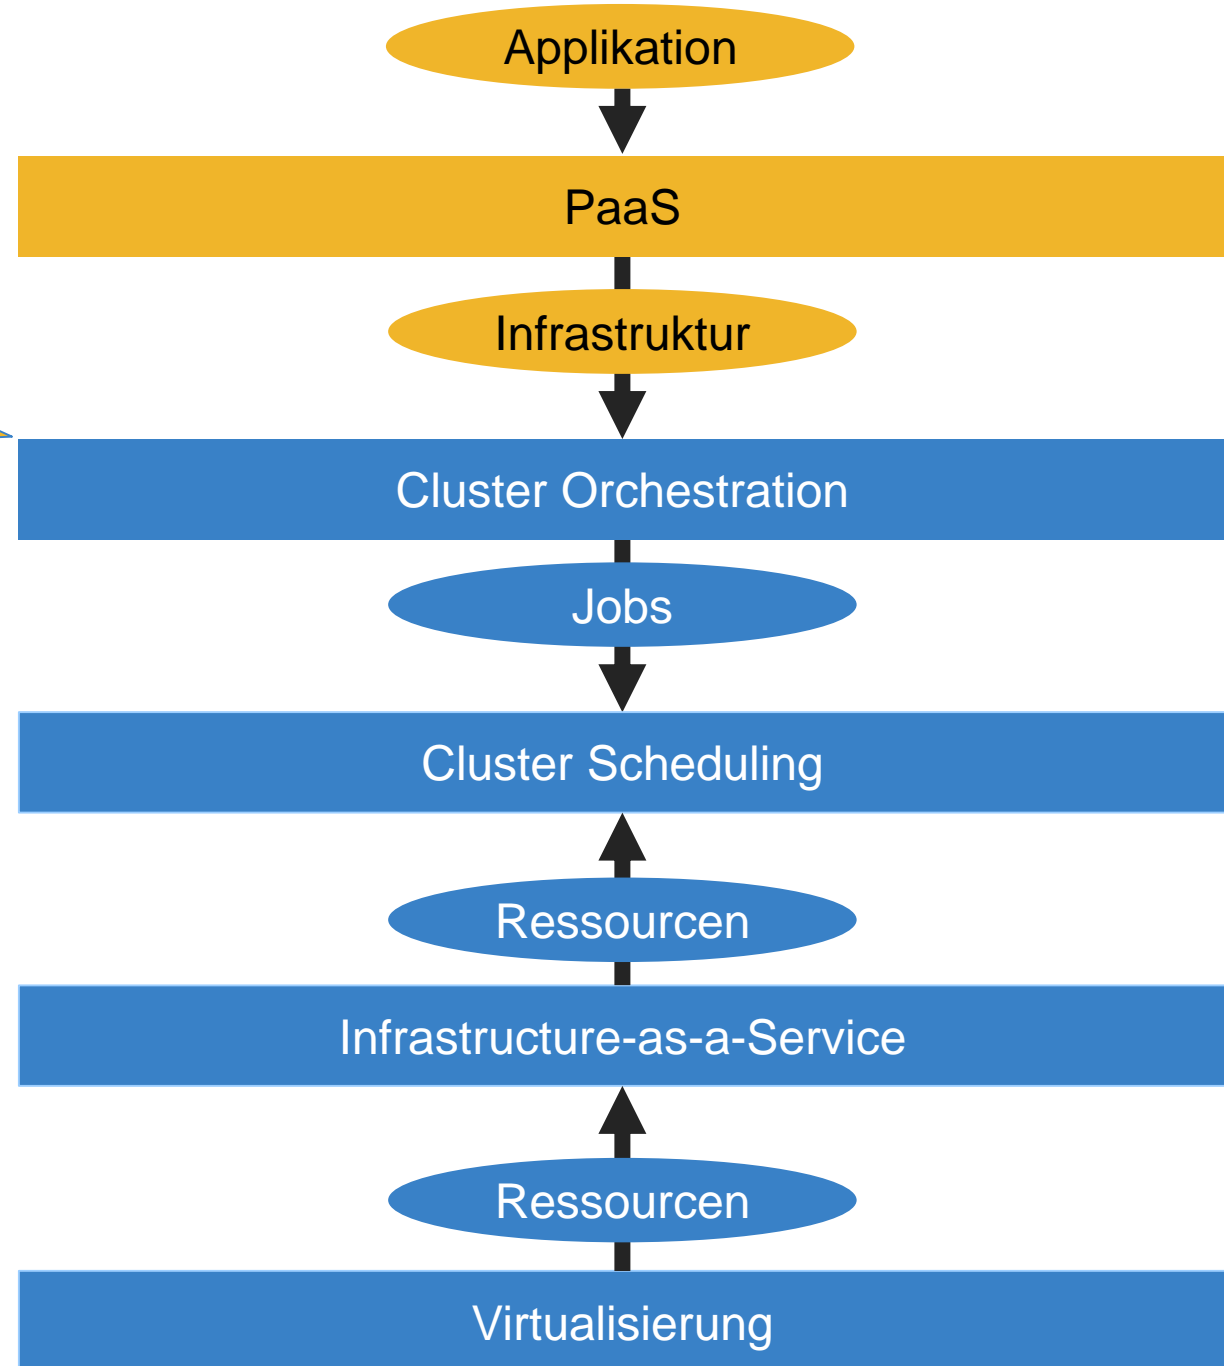 Applikation
PaaS
Infrastruktur
Cluster Orchestration
Jobs
Cluster Scheduling
Ressourcen
Infrastructure-as-a-Service
Ressourcen
Virtualisierung